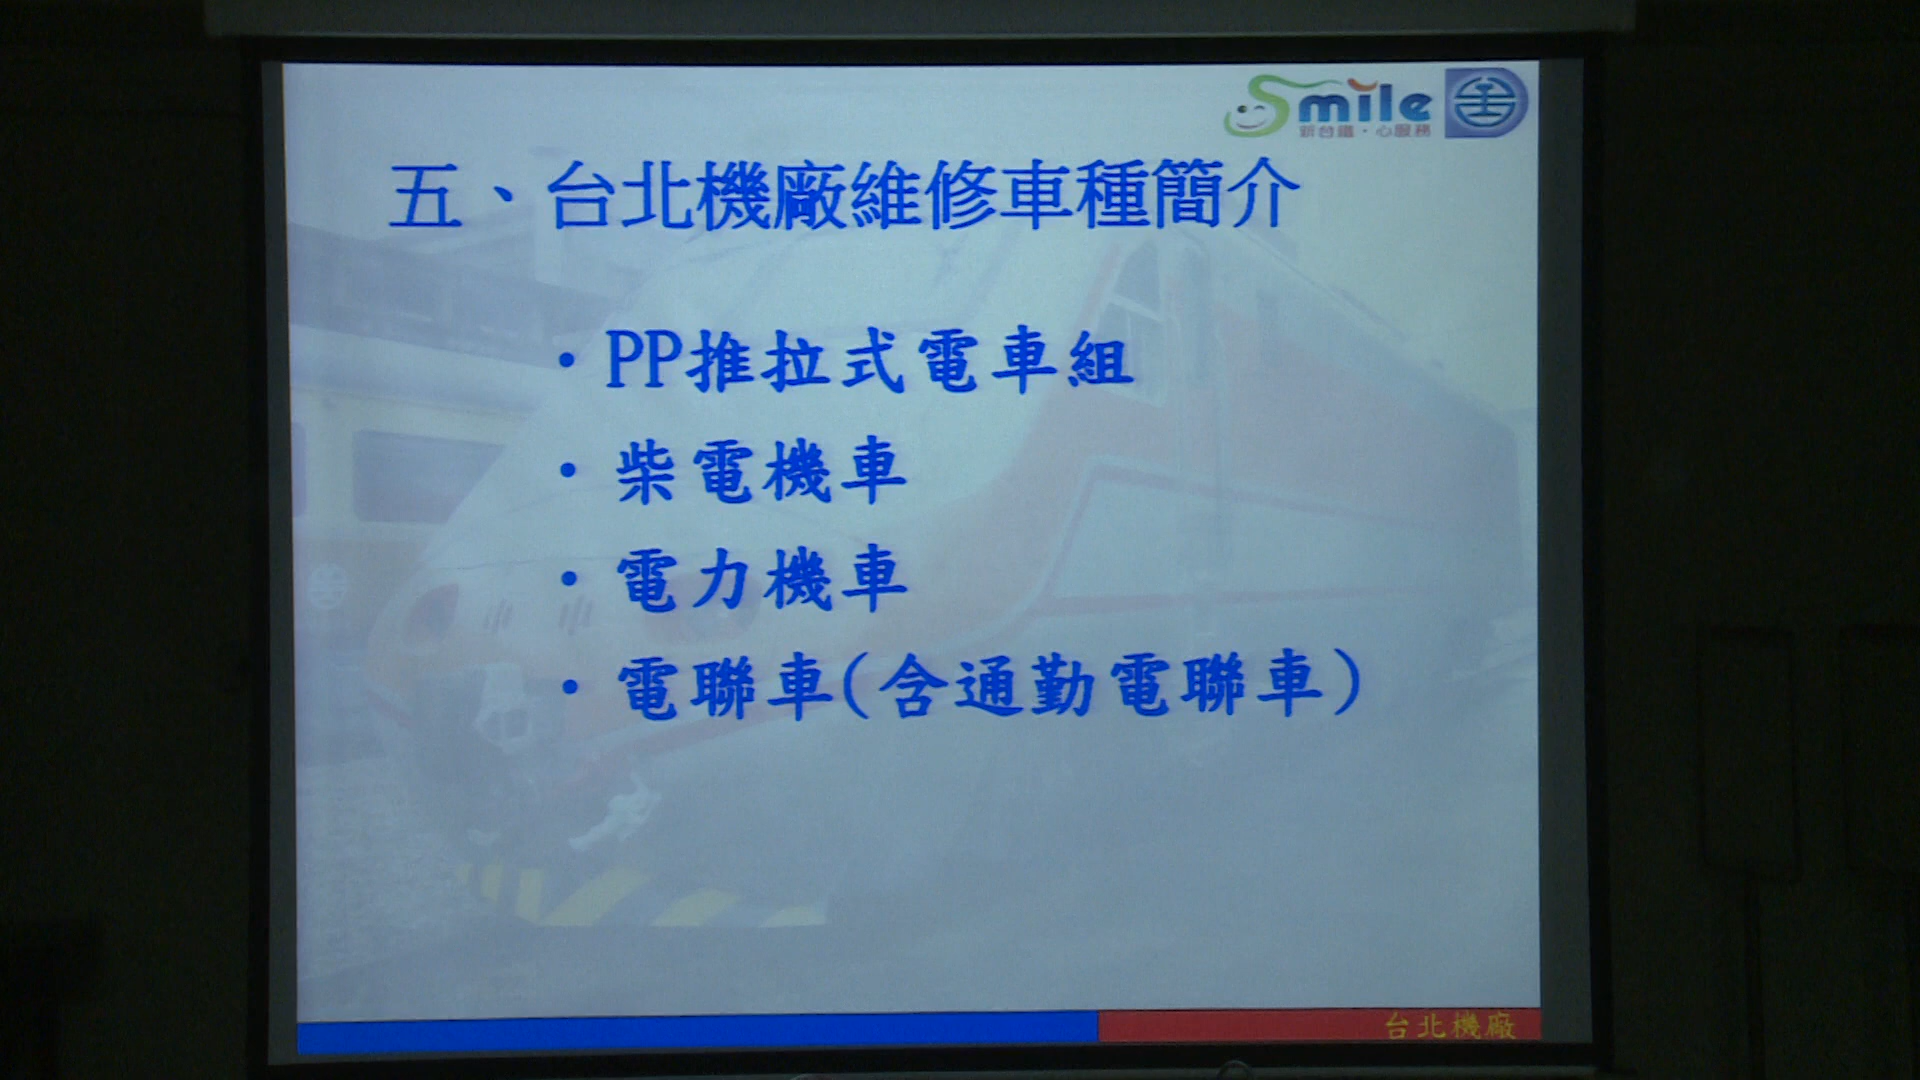 Smile
新台鐵・心服務
五、台北機廠維修車種簡介
・PP推拉式電車組
・柴電機車
・電力機車
・電聯車(含通勤電聯車)
台北機廠